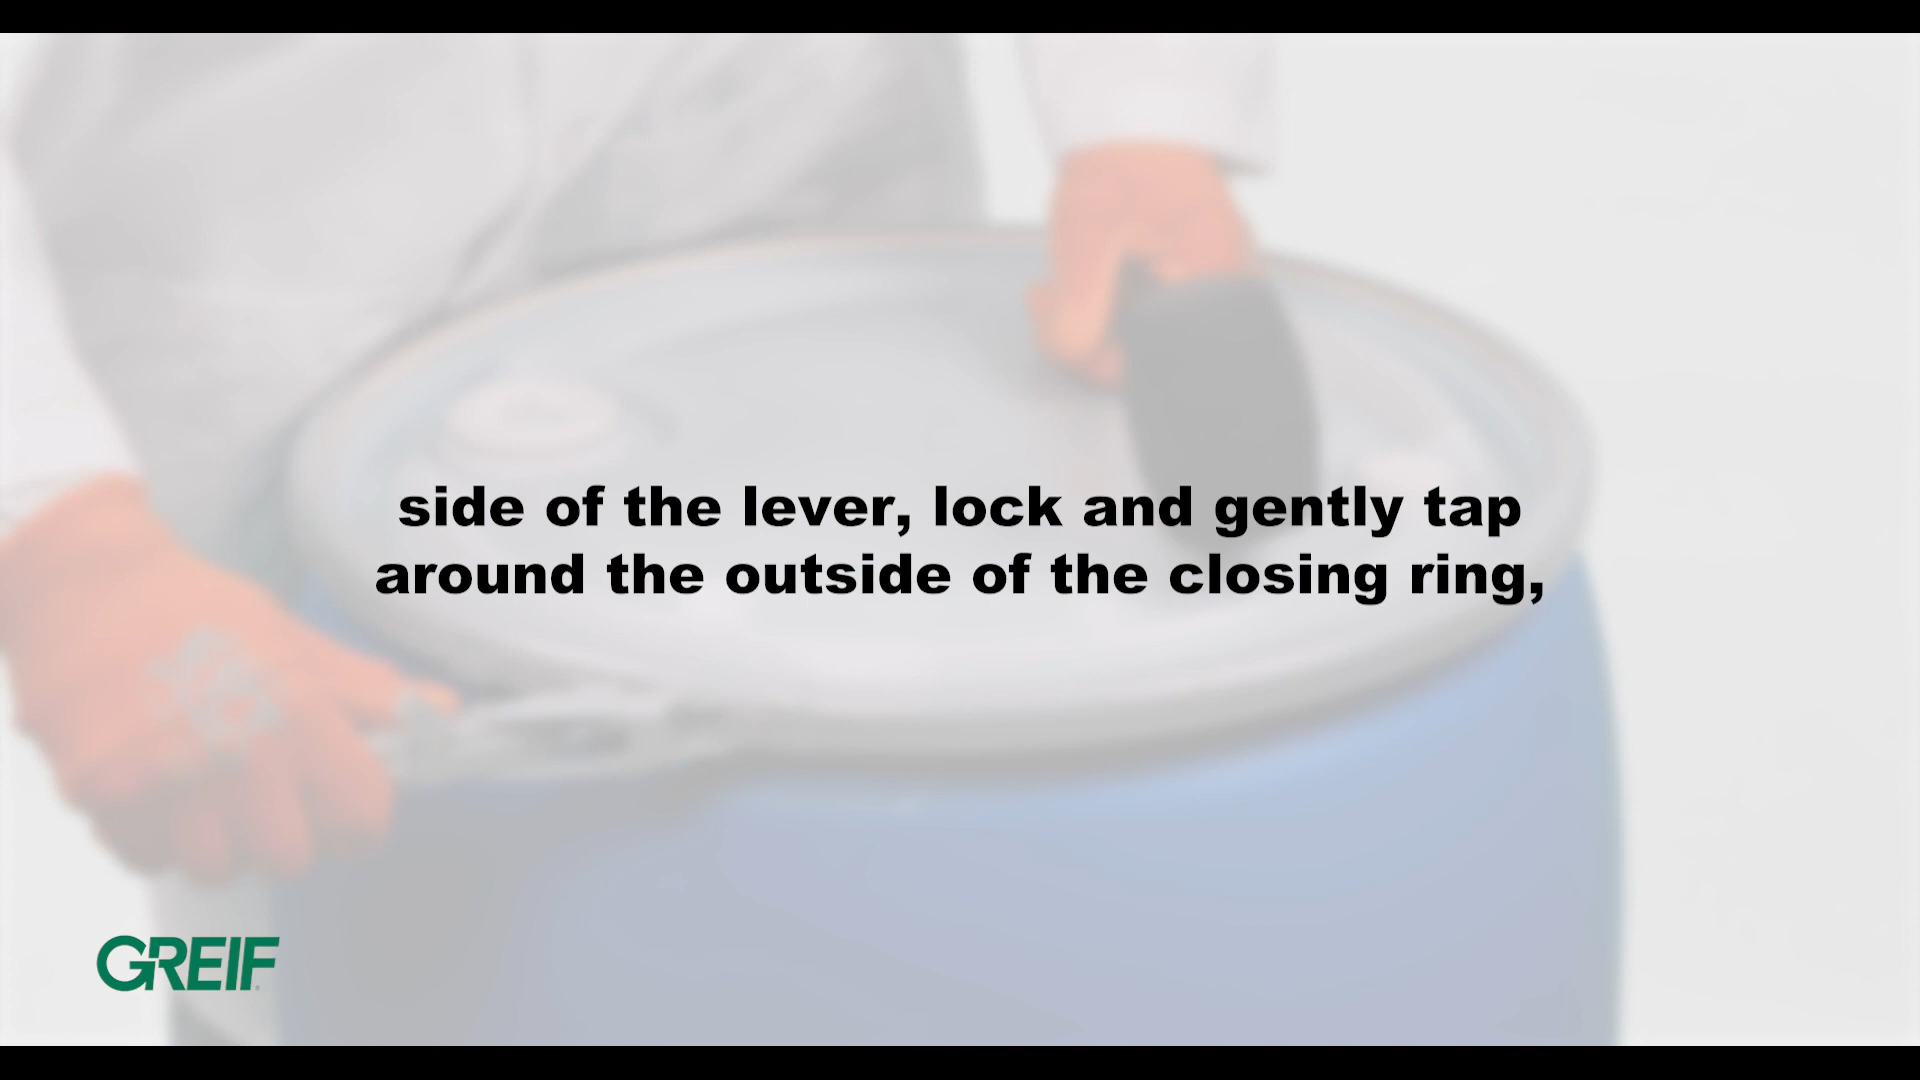 side of the lever, lock and gently tap
around the outside of the closing ring,
GREIF